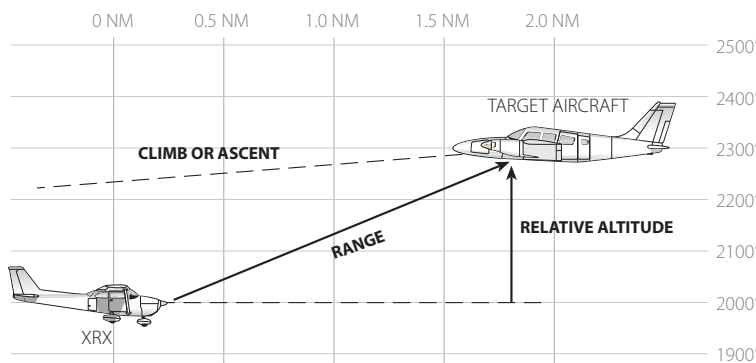 0 NM 0.5 NM 1.0 NM 1.5 NM 2.0 NM
2500'
2400'
TARGET AIRCRAFT
2300'
CLIMB OR ASCENT
2200'
RELATIVE ALTITUDE
RANGE
2100'
2000'
XRX
1900'